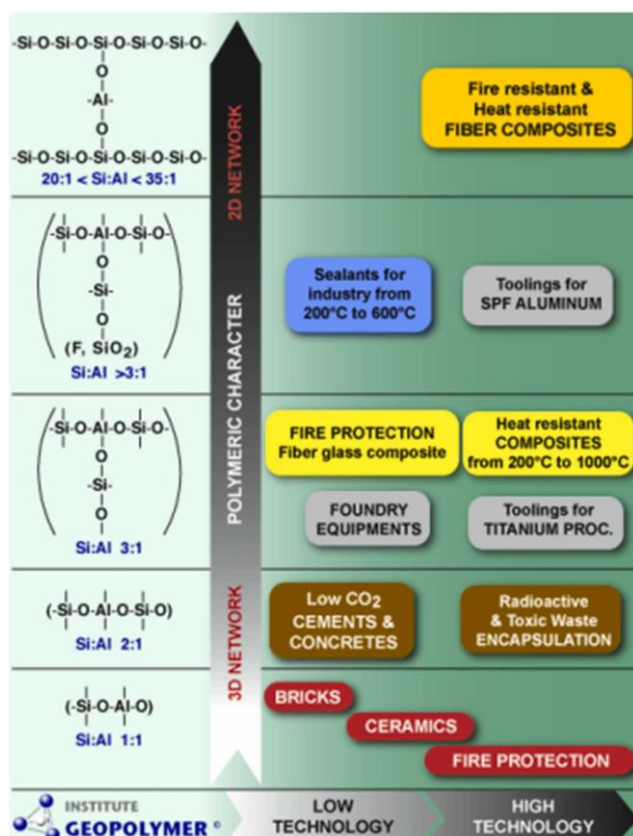 -Si-O-Si-O-Si-O-Si-O-Si-O-
O
-Al-
O
-Si-O-Si-O-Si-O-Si-O-Si-O-
20:1 < Si:Al < 35:1
2D NETWORK
Fire resistant &
Heat resistant
FIBER COMPOSITES
-Si-O-Al-O-Si-O-
O
-Si-
O
(F, SiO2)
Si:Al >3:1
POLYMERIC CHARACTER
Sealants for
industry from
200°C to 600°C
Toolings for
SPF ALUMINUM
-Si-O-Al-O-Si-O-
O
-Si-
O
Si:Al 3:1
FIRE PROTECTION
Fiber glass composite
Heat resistant
COMPOSITES
from 200°C to 1000°C
FOUNDRY
EQUIPMENTS
Toolings for
TITANIUM PROC.
(-Si-O-Al-O-Si-O)
Si:Al 2:1
3D NETWORK
Low CO2
CEMENTS &
CONCRETES
Radioactive
& Toxic Waste
ENCAPSULATION
(-Si-O-Al-O)
Si:Al 1:1
BRICKS
CERAMICS
FIRE PROTECTION
INSTITUTE
GEOPOLYMER ©
LOW
TECHNOLOGY
HIGH
TECHNOLOGY